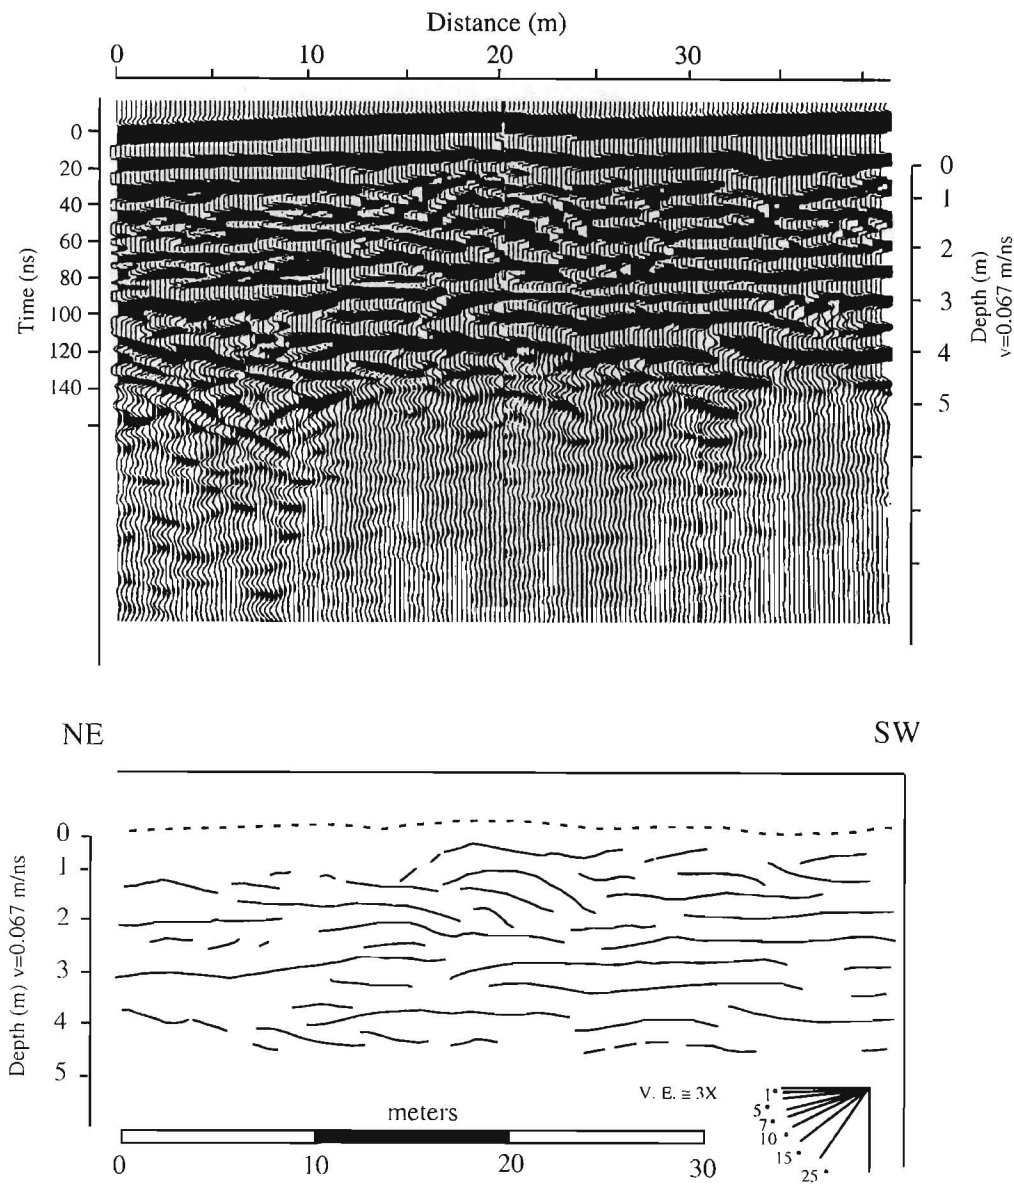 Distance (m)
0 10 20 30
Time (ns)
0
20
40
60
80
100
120
140
0
1
2
3
4
5
Depth (m)
v=0.067 m/ns
NE SW
Depth (m) v=0.067 m/ns
0
1
2
3
4
5
V. E. ≅ 3X
1°
5°
7°
10°
15°
25°
meters
0 10 20 30